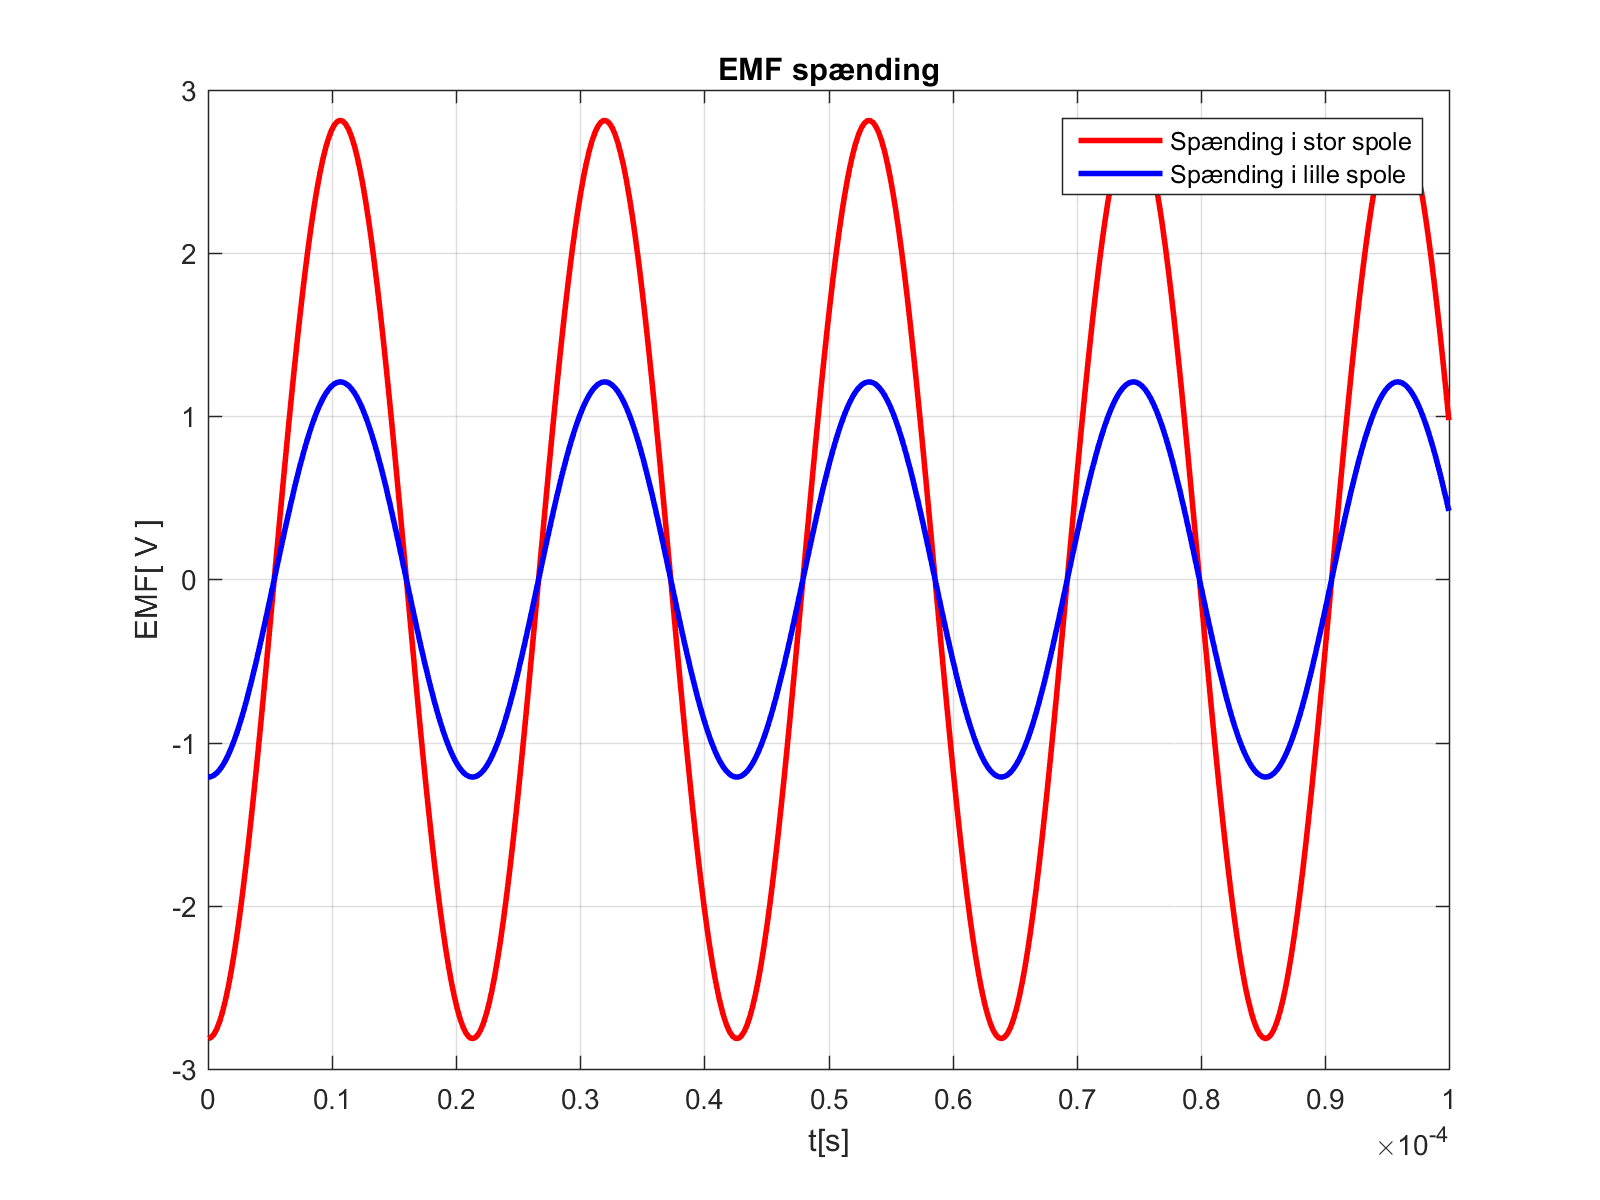 EMF spænding
Spænding i stor spole
Spænding i lille spole
EMF[ V ]
3
2
1
0
-1
-2
-3
0 0.1 0.2 0.3 0.4 0.5 0.6 0.7 0.8 0.9 1
t[s]
×10⁻⁴